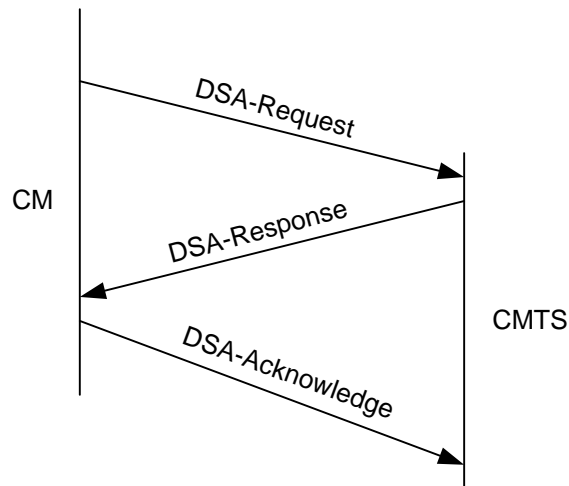 DSA-Request
CM
DSA-Response
CMTS
DSA-Acknowledge